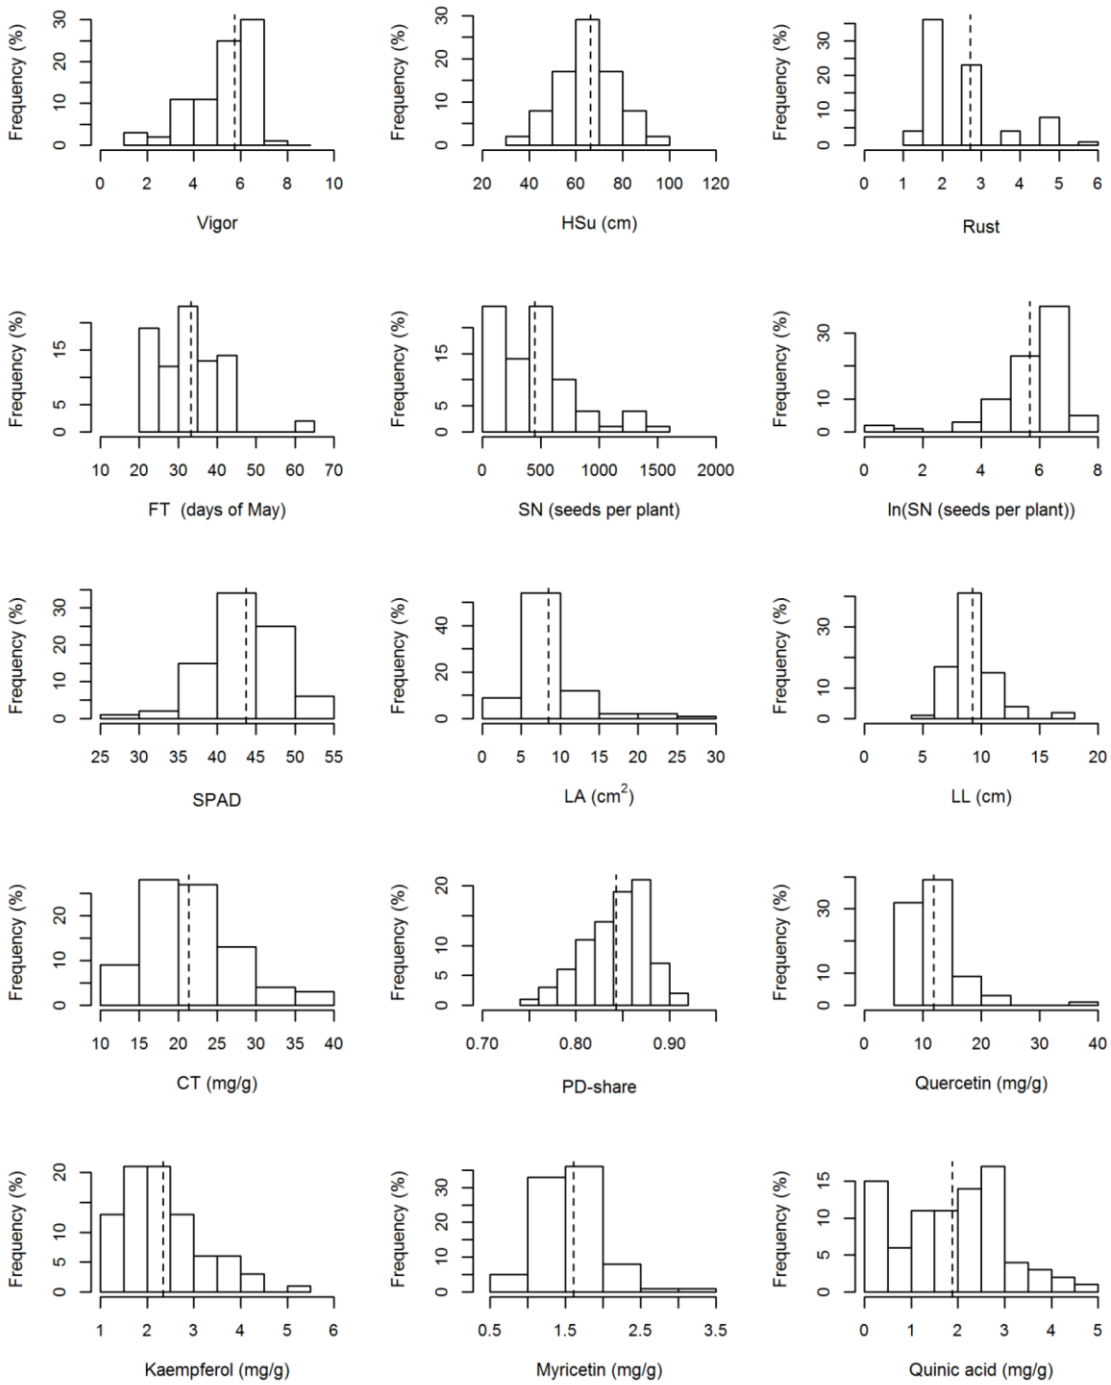 Frequency (%)
0 10 20 30
0 2 4 6 8 10
Vigor
Frequency (%)
0 10 20 30
20 40 60 80 100 120
HSu (cm)
Frequency (%)
0 10 20 30
0 1 2 3 4 5 6
Rust
Frequency (%)
0 5 15
10 20 30 40 50 60 70
FT (days of May)
Frequency (%)
0 5 15
0 500 1000 1500 2000
SN (seeds per plant)
Frequency (%)
0 10 30
0 2 4 6 8
ln(SN (seeds per plant))
Frequency (%)
0 10 20 30
25 30 35 40 45 50 55
SPAD
Frequency (%)
0 20 40
0 5 10 15 20 25 30
LA (cm2)
Frequency (%)
0 10 30
0 5 10 15 20
LL (cm)
Frequency (%)
0 10 20
10 15 20 25 30 35 40
CT (mg/g)
Frequency (%)
0 5 10 20
0.70 0.80 0.90
PD-share
Frequency (%)
0 10 30
0 10 20 30 40
Quercetin (mg/g)
Frequency (%)
0 5 10 20
1 2 3 4 5 6
Kaempferol (mg/g)
Frequency (%)
0 10 20 30
0.5 1.5 2.5 3.5
Myricetin (mg/g)
Frequency (%)
0 5 10 15
0 1 2 3 4 5
Quinic acid (mg/g)